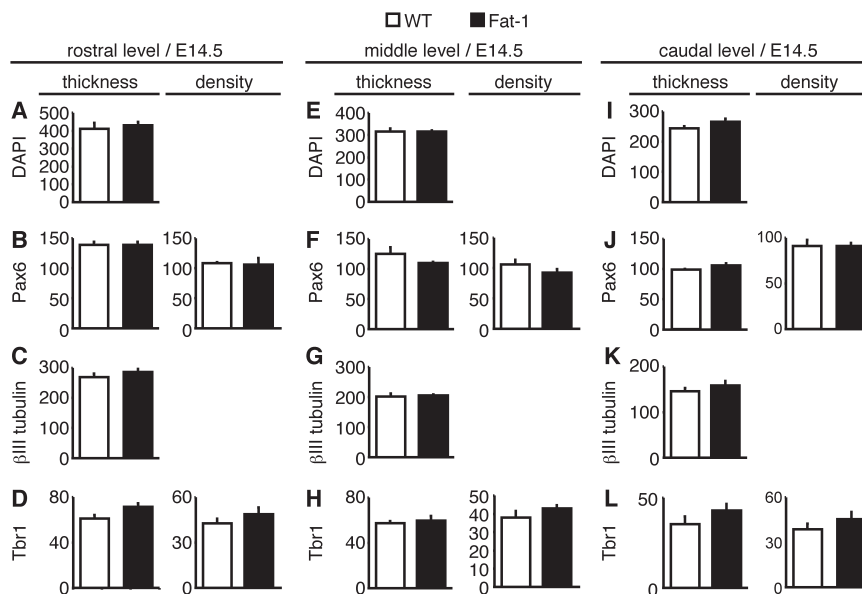 WT Fat-1
rostral level / E14.5 middle level / E14.5 caudal level / E14.5
thickness density thickness density thickness density
A
DAPI
500
400
300
200
100
0
E
DAPI
400
300
200
100
0
I
DAPI
300
200
100
0
B
Pax6
150
100
50
0
150
100
50
0
F
Pax6
150
100
50
0
150
100
50
0
J
Pax6
150
100
50
0
100
50
0
C
βIII tubulin
300
200
100
0
G
βIII tubulin
300
200
100
0
K
βIII tubulin
200
100
0
D
Tbr1
80
40
0
60
30
0
H
Tbr1
80
40
0
50
40
30
20
10
0
L
Tbr1
50
0
60
30
0